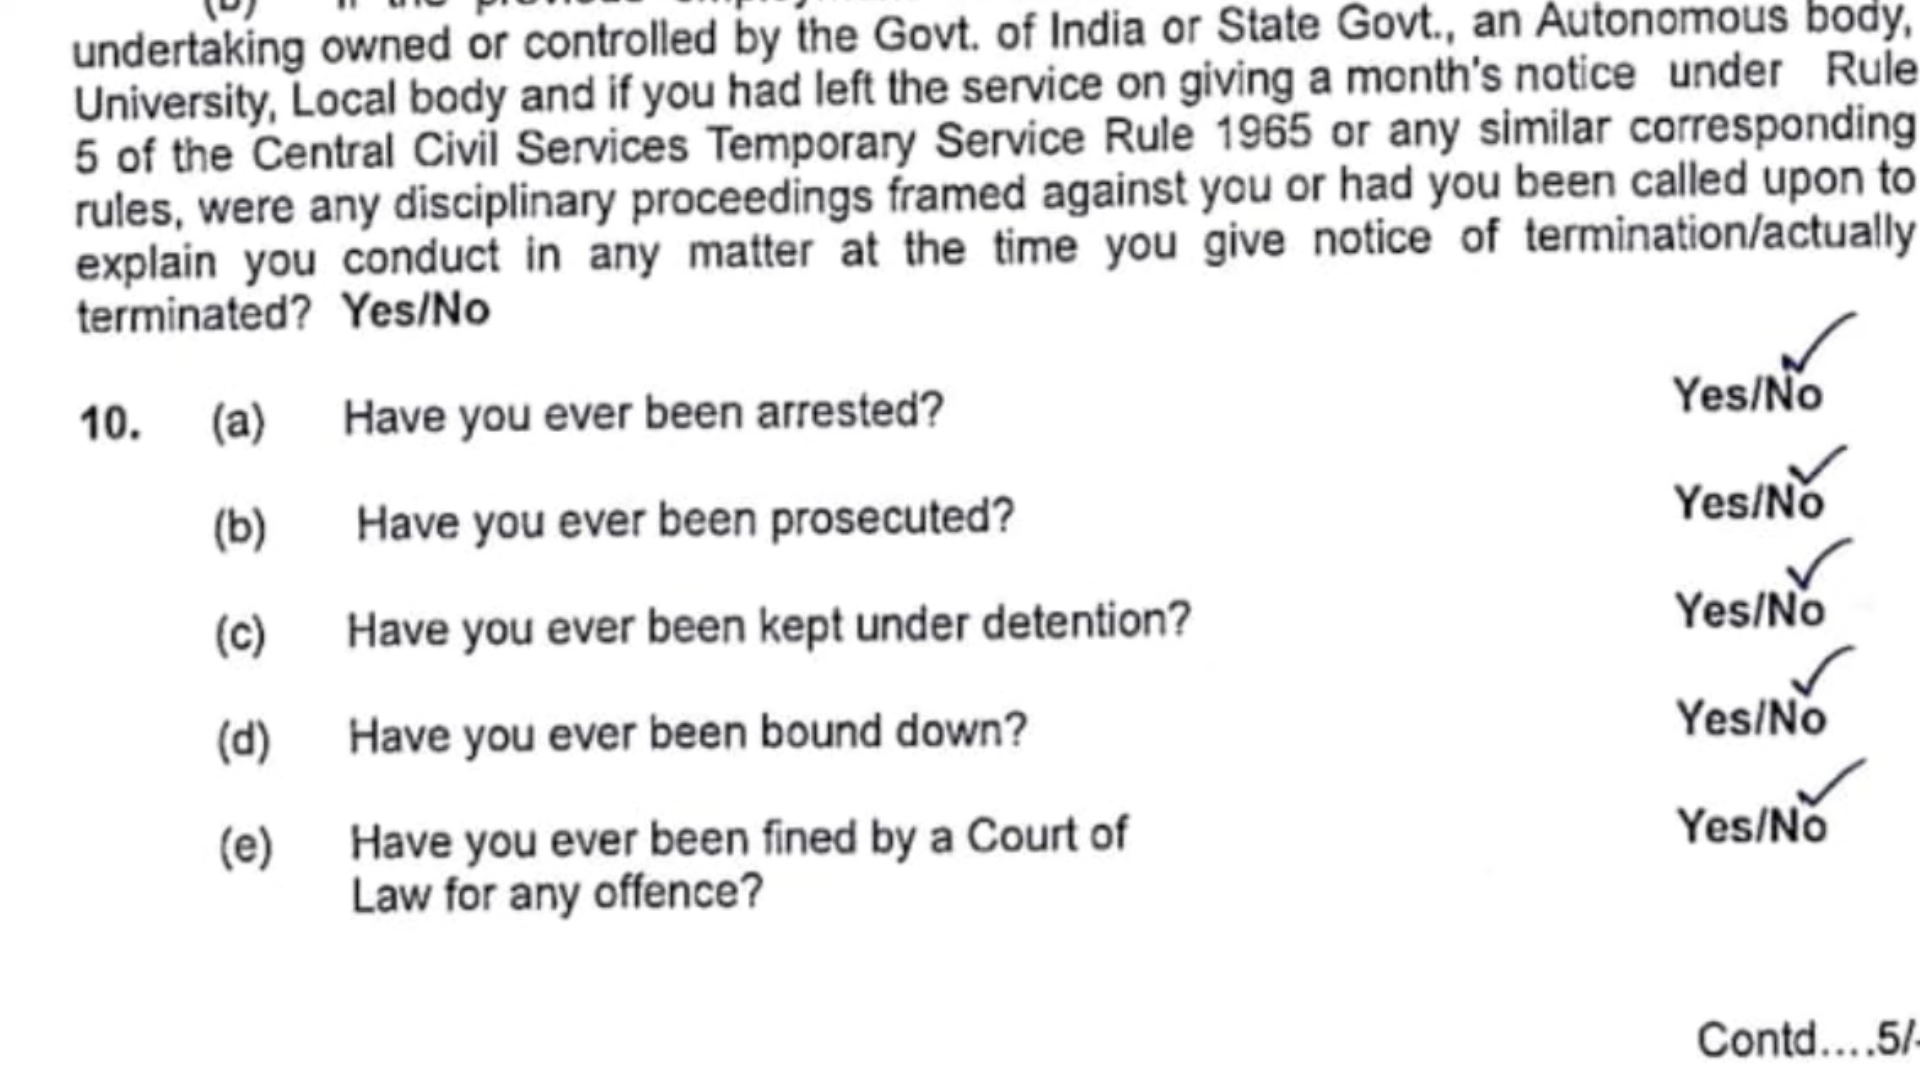 (b) If the previous employment
undertaking owned or controlled by the Govt. of India or State Govt., an Autonomous body,
University, Local body and if you had left the service on giving a month's notice under Rule
5 of the Central Civil Services Temporary Service Rule 1965 or any similar corresponding
rules, were any disciplinary proceedings framed against you or had you been called upon to
explain you conduct in any matter at the time you give notice of termination/actually
terminated? Yes/No
10. (a) Have you ever been arrested? Yes/No
(b) Have you ever been prosecuted? Yes/No
(c) Have you ever been kept under detention? Yes/No
(d) Have you ever been bound down? Yes/No
(e) Have you ever been fined by a Court of Yes/No
Law for any offence?
Contd....5/-